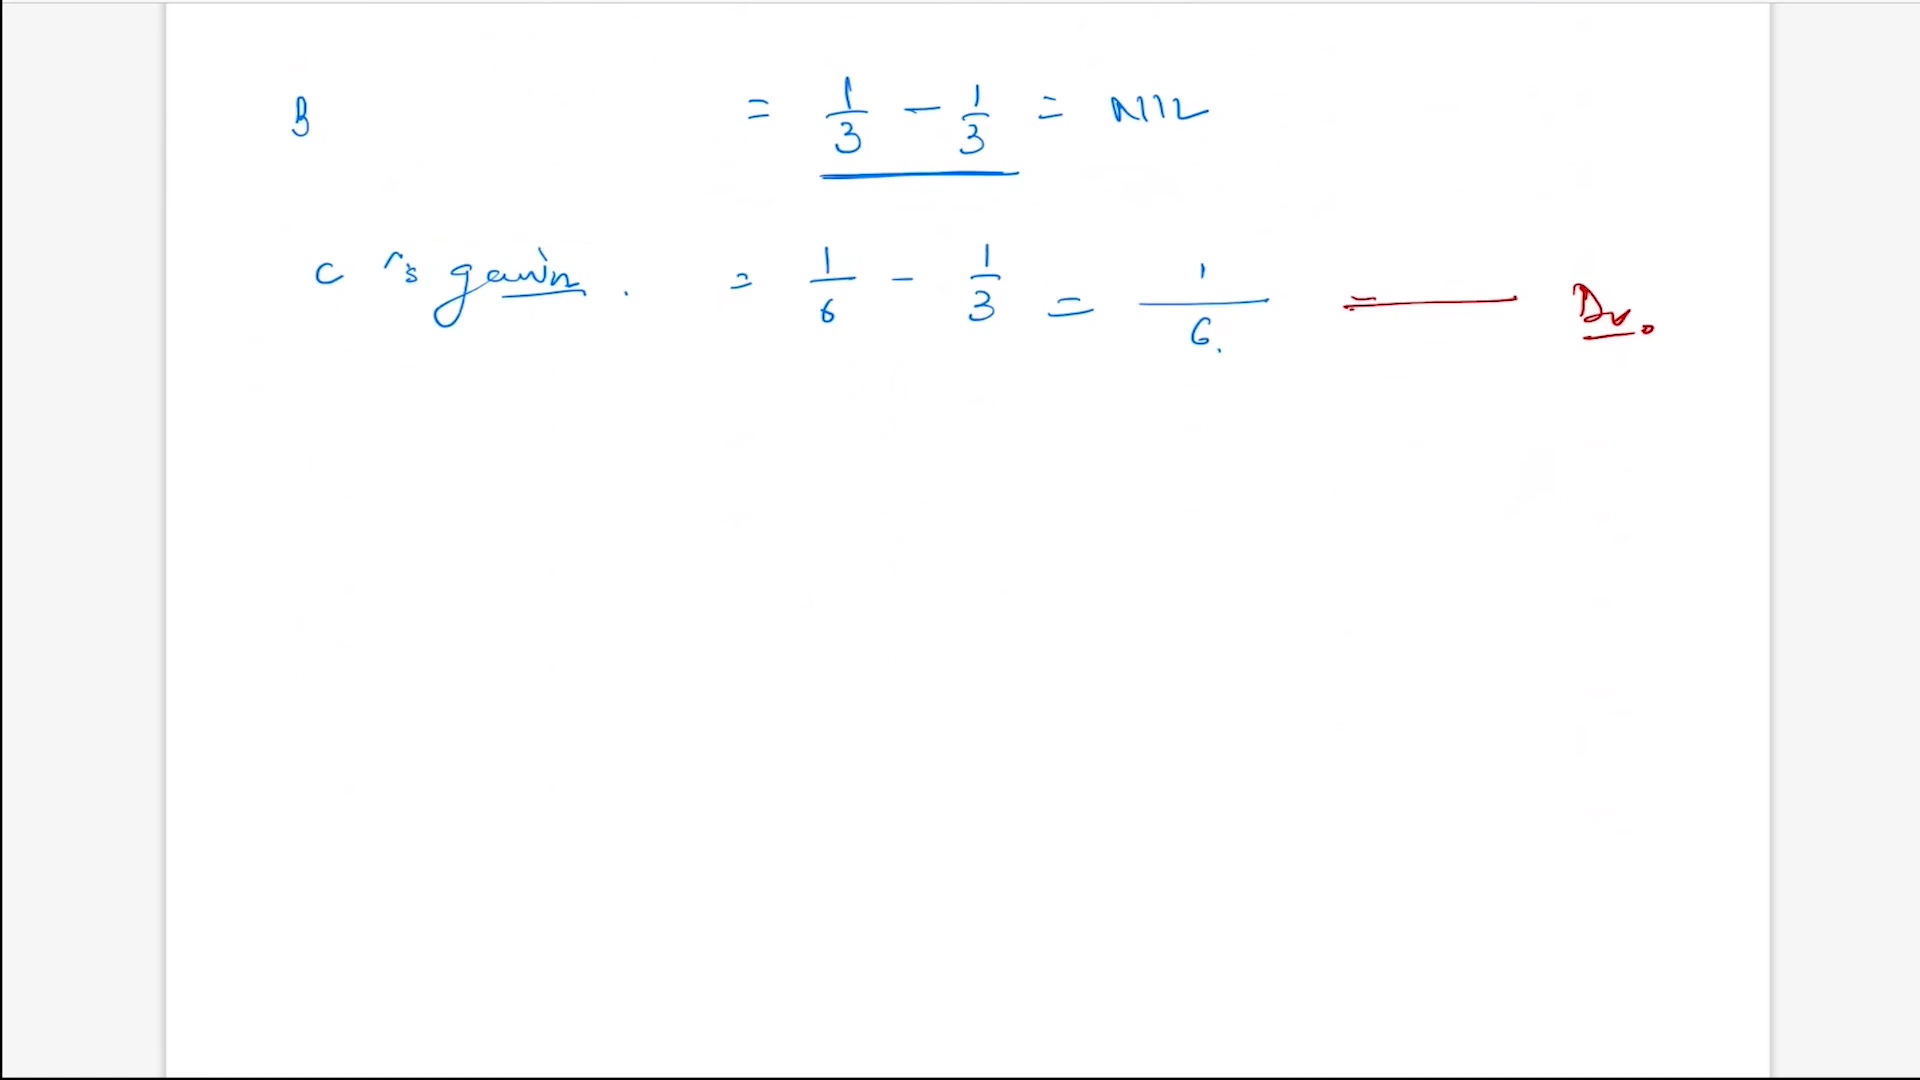 B = 1/3 - 1/3 = NIL
C 's gain. = 1/6 - 1/3 = 1/6. = Dr.